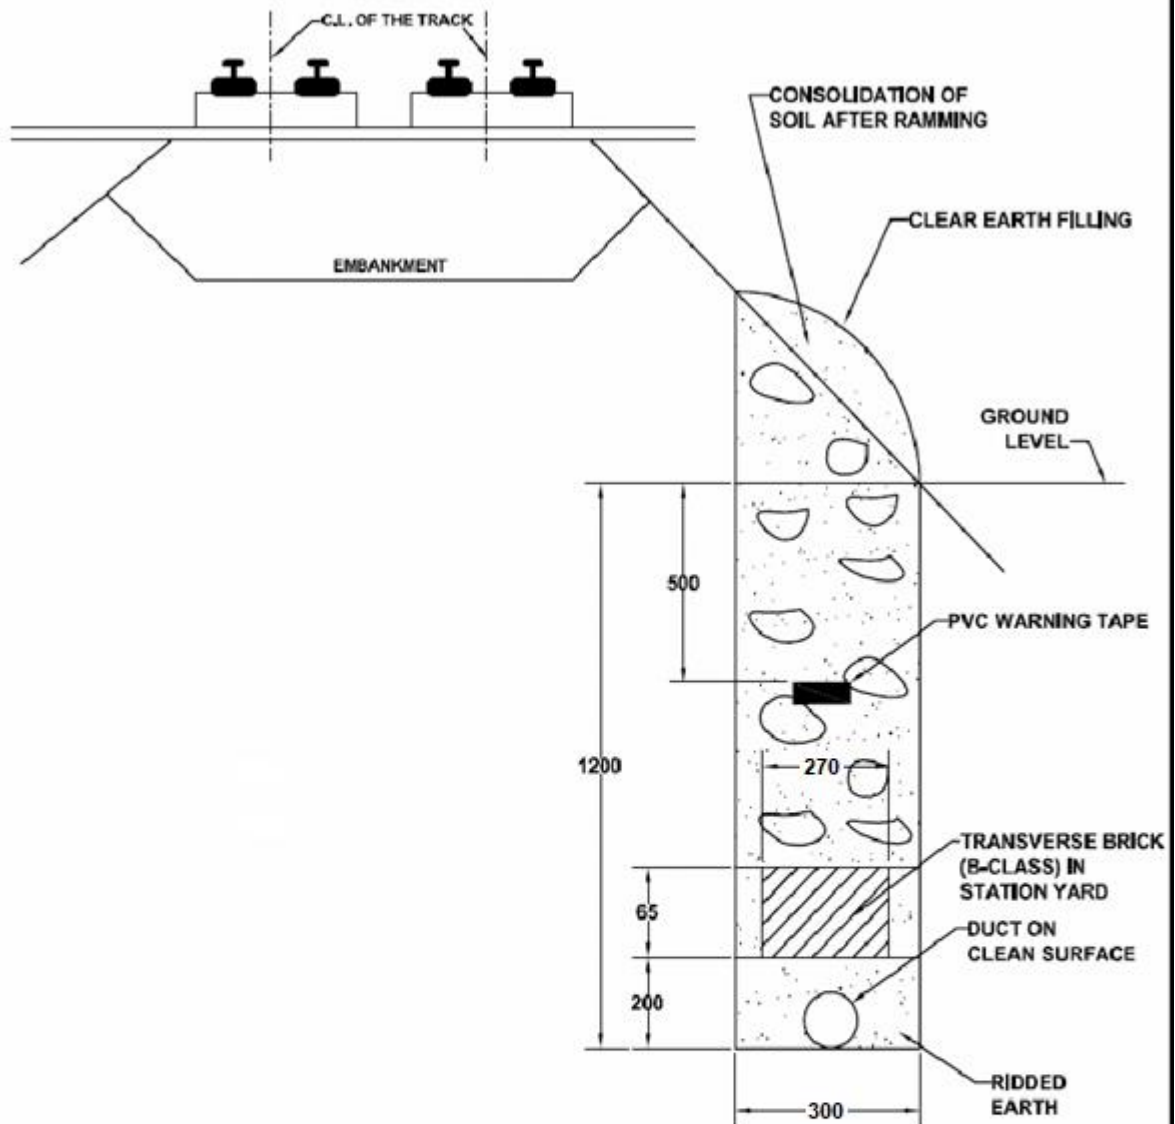 C.L. OF THE TRACK
CONSOLIDATION OF
SOIL AFTER RAMMING
CLEAR EARTH FILLING
EMBANKMENT
GROUND
LEVEL
500
PVC WARNING TAPE
1200
270
TRANSVERSE BRICK
(B-CLASS) IN
STATION YARD
65
DUCT ON
CLEAN SURFACE
200
RIDDED
EARTH
300